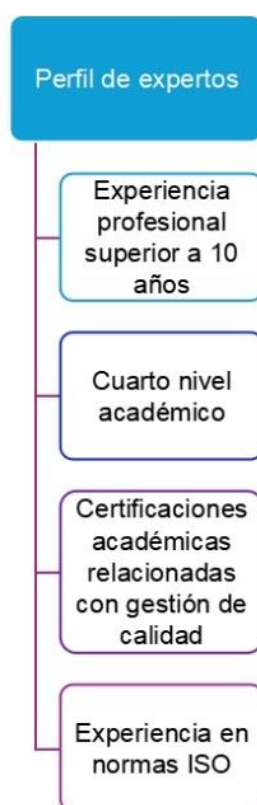 Perfil de expertos
Experiencia
profesional
superior a 10
años
Cuarto nivel
académico
Certificaciones
académicas
relacionadas
con gestión de
calidad
Experiencia en
normas ISO